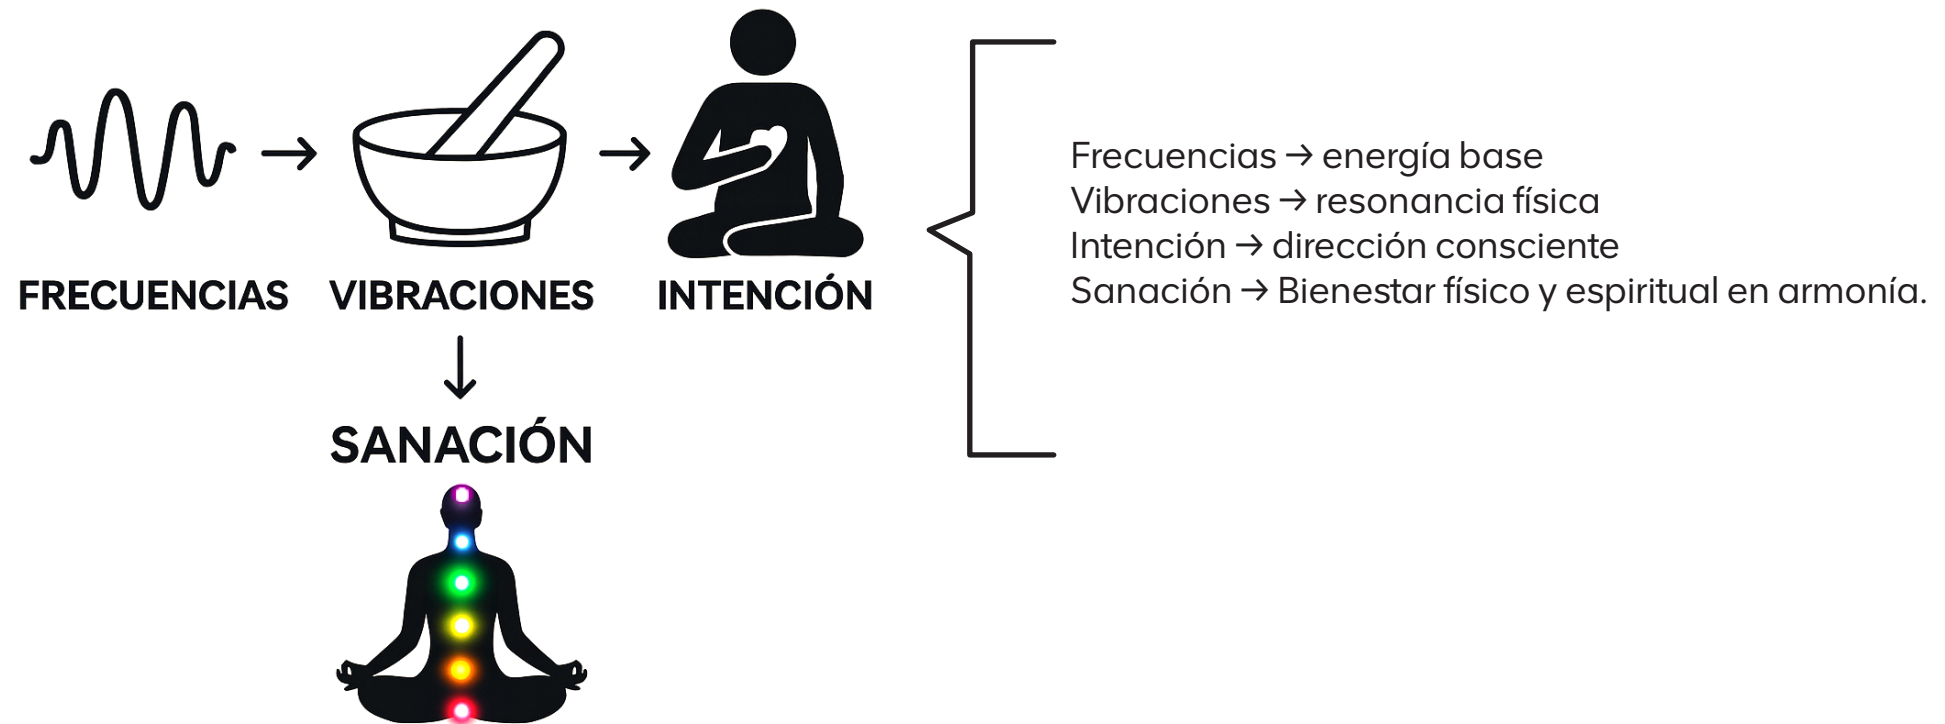 FRECUENCIAS VIBRACIONES INTENCIÓN
SANACIÓN
Frecuencias → energía base
Vibraciones → resonancia física
Intención → dirección consciente
Sanación → Bienestar físico y espiritual en armonía.